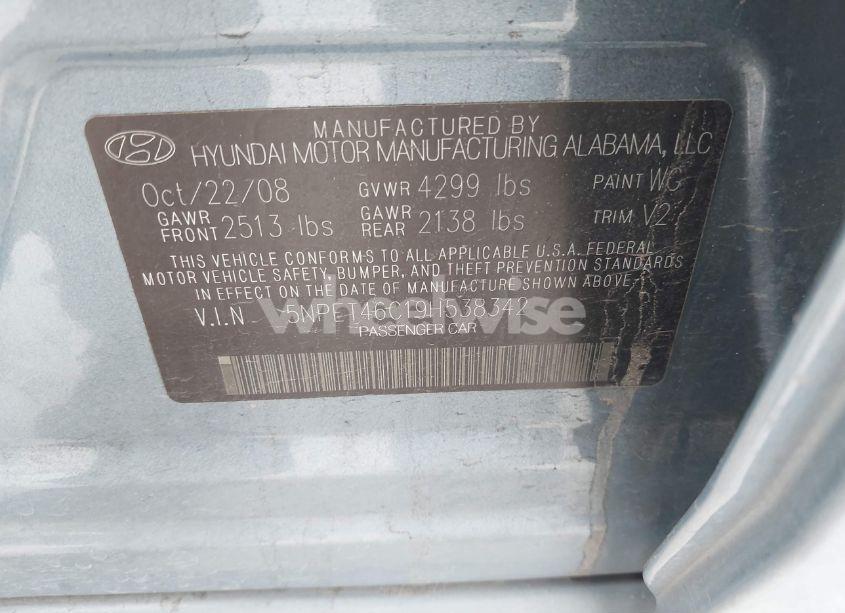 MANUFACTURED BY
HYUNDAI MOTOR MANUFACTURING ALABAMA, LLC
Oct/22/08 GVWR 4299 lbs PAINT
GAWR FRONT 2513 lbs GAWR REAR 2138 lbs TRIM V2
THIS VEHICLE CONFORMS TO ALL APPLICABLE U.S.A. FEDERAL
MOTOR VEHICLE SAFETY, BUMPER, AND THEFT PREVENTION STANDARDS
IN EFFECT ON THE DATE OF MANUFACTURE SHOWN ABOVE.
V.I.N
PASSENGER CAR
wheelwise